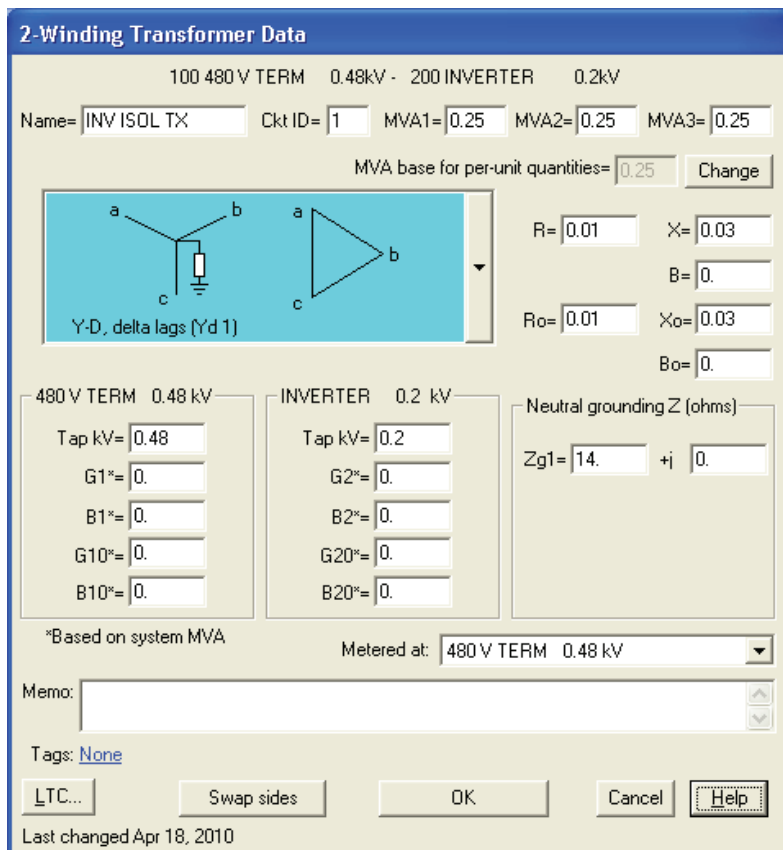 2-Winding Transformer Data
100 480 V TERM 0.48kV - 200 INVERTER 0.2kV
Name= INV ISOL TX Ckt ID= 1 MVA1= 0.25 MVA2= 0.25 MVA3= 0.25
MVA base for per-unit quantities= 0.25 Change
a b c a b c
Y-D, delta lags (Yd 1)
R= 0.01 X= 0.03
B= 0.
Ro= 0.01 Xo= 0.03
Bo= 0.
480 V TERM 0.48 kV
Tap kV= 0.48
G1*= 0.
B1*= 0.
G10*= 0.
B10*= 0.
INVERTER 0.2 kV
Tap kV= 0.2
G2*= 0.
B2*= 0.
G20*= 0.
B20*= 0.
Neutral grounding Z (ohms)
Zg1= 14. +j 0.
*Based on system MVA
Metered at: 480 V TERM 0.48 kV
Memo:
Tags: None
LTC... Swap sides OK Cancel Help
Last changed Apr 18, 2010